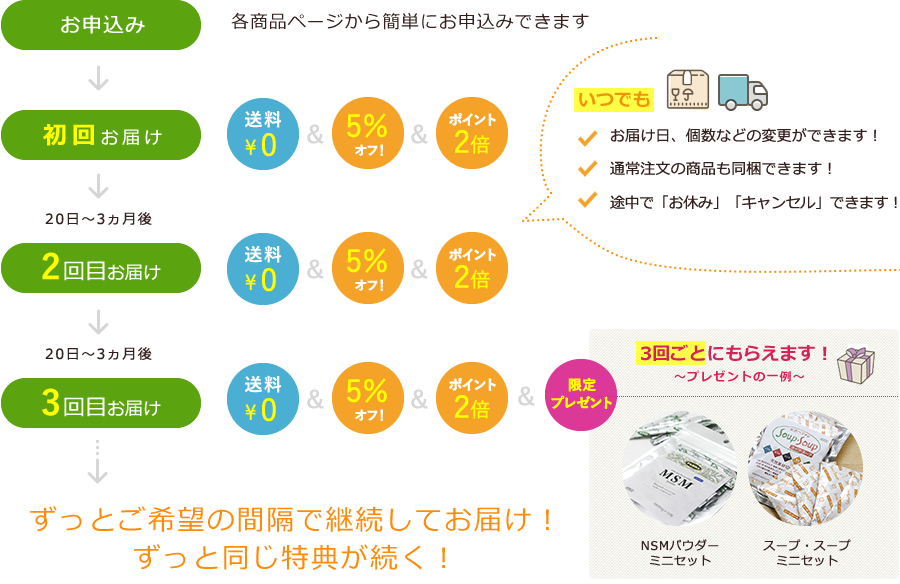 お申込み
各商品ページから簡単にお申込みできます
初回お届け
送料
¥0
&
5%
オフ!
&
ポイント
2倍
いつでも
お届け日、個数などの変更ができます!
通常注文の商品も同梱できます!
途中で「お休み」「キャンセル」できます!
20日〜3ヵ月後
2回目お届け
送料
¥0
&
5%
オフ!
&
ポイント
2倍
20日〜3ヵ月後
3回目お届け
送料
¥0
&
5%
オフ!
&
ポイント
2倍
&
限定
プレゼント
3回ごとにもらえます!
〜プレゼントの一例〜
MSM
Soup・Soup
NSMパウダー
ミニセット
スープ・スープ
ミニセット
ずっとご希望の間隔で継続してお届け!
ずっと同じ特典が続く!